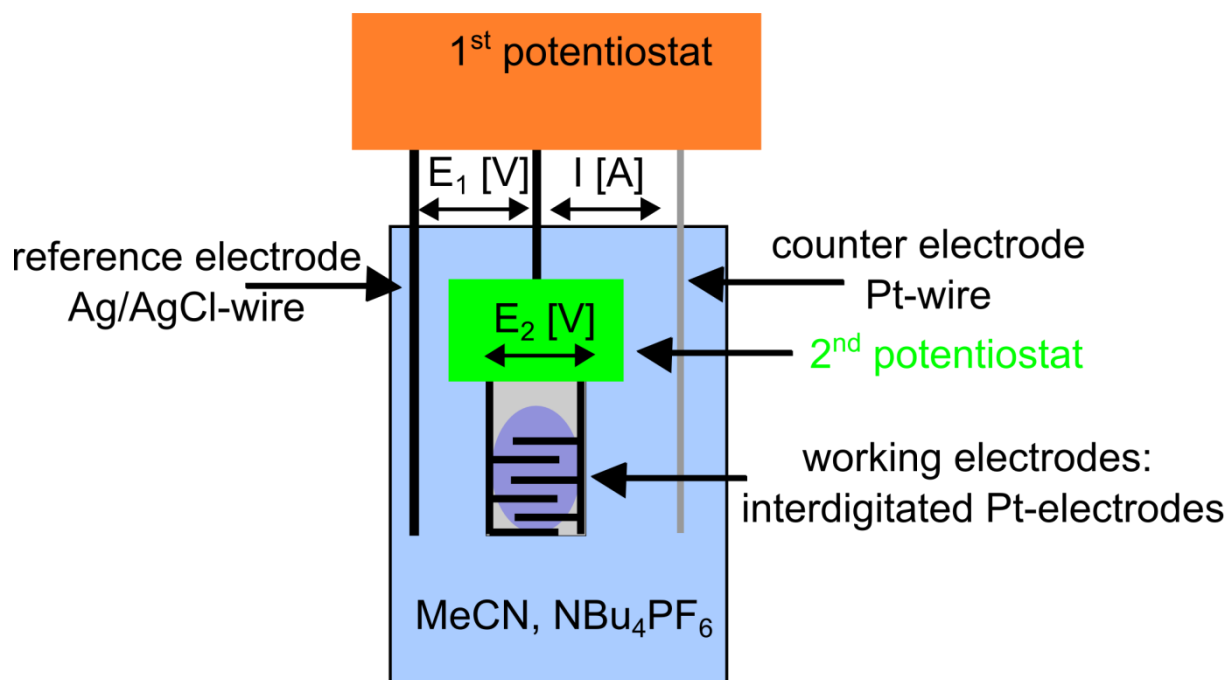 1st potentiostat
E1 [V]
I [A]
reference electrode
Ag/AgCl-wire
counter electrode
Pt-wire
E2 [V]
2nd potentiostat
working electrodes:
interdigitated Pt-electrodes
MeCN, NBu4PF6